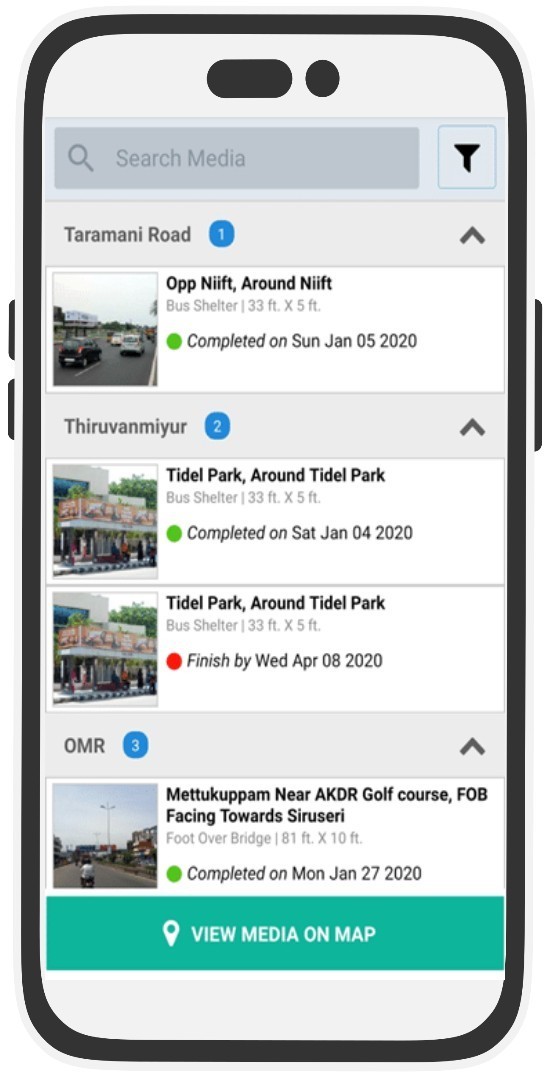 Search Media
Taramani Road 1
Opp Niift, Around Niift
Bus Shelter | 33 ft. X 5 ft.
Completed on Sun Jan 05 2020
Thiruvanmiyur 2
Tidel Park, Around Tidel Park
Bus Shelter | 33 ft. X 5 ft.
Completed on Sat Jan 04 2020
Tidel Park, Around Tidel Park
Bus Shelter | 33 ft. X 5 ft.
Finish by Wed Apr 08 2020
OMR 3
Mettukuppam Near AKDR Golf course, FOB
Facing Towards Siruseri
Foot Over Bridge | 81 ft. X 10 ft.
Completed on Mon Jan 27 2020
VIEW MEDIA ON MAP